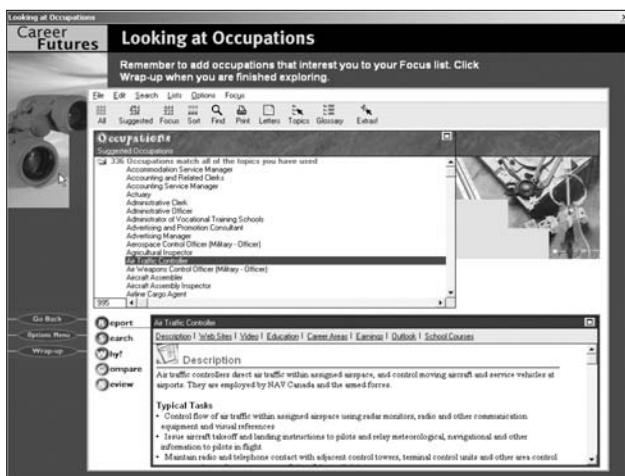 Looking at Occupations
Career
Futures
Looking at Occupations
Remember to add occupations that interest you to your Focus list. Click
Wrap-up when you are finished exploring.
File Edit Search Lists Options Focus
All Suggested Focus Sort Find Print Letters Topics Glossary Extras!
Occupations
Suggested Occupations
336 Occupations match all of the topics you have used
Accommodation Service Manager
Accounting and Related Clerks
Accounting Service Manager
Actuary
Administrative Clerk
Administrative Officer
Administrator of Vocational Training Schools
Advertising and Promotion Consultant
Advertising Manager
Aerospace Control Officer (Military - Officer)
Agricultural Inspector
Air Traffic Controller
Air Weapons Control Officer (Military - Officer)
Aircraft Assembler
Aircraft Assembly Inspector
Airline Cargo Agent
995
Go Back
Options Menu
Wrap-up
Report
Search
Why?
Compare
Review
Air Traffic Controller
Description | Web Sites | Video | Education | Career Areas | Earnings | Outlook | School Courses
Description
Air traffic controllers direct air traffic within assigned airspace, and control moving aircraft and service vehicles at
airports. They are employed by NAV Canada and the armed forces.
Typical Tasks
• Control flow of air traffic within assigned airspace using radar monitors, radio and other communication
equipment and visual references
• Issue aircraft takeoff and landing instructions to pilots and relay meteorological, navigational and other
information to pilots in flight
• Maintain radio and telephone contact with adjacent control towers, terminal control units and other area control